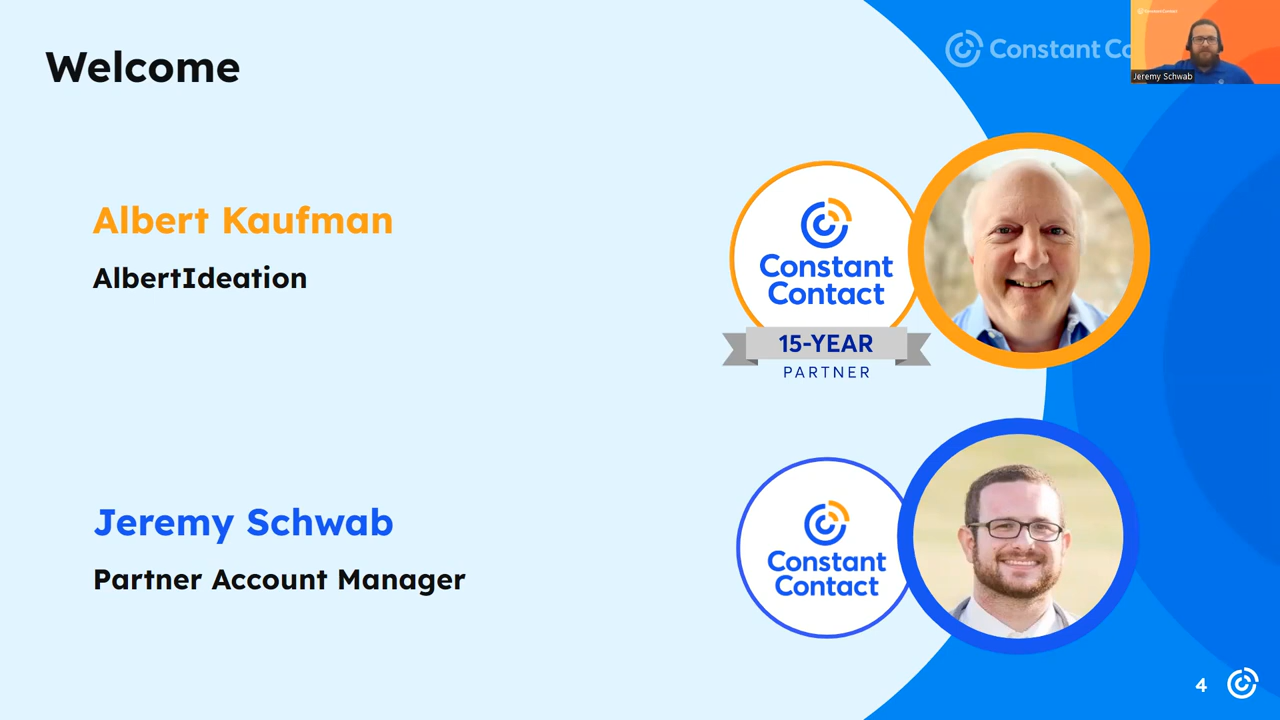 Welcome
Constant Co
Jeremy Schwab
Albert Kaufman
AlbertIdeation
Constant
Contact
15-YEAR
PARTNER
Jeremy Schwab
Partner Account Manager
Constant
Contact
4